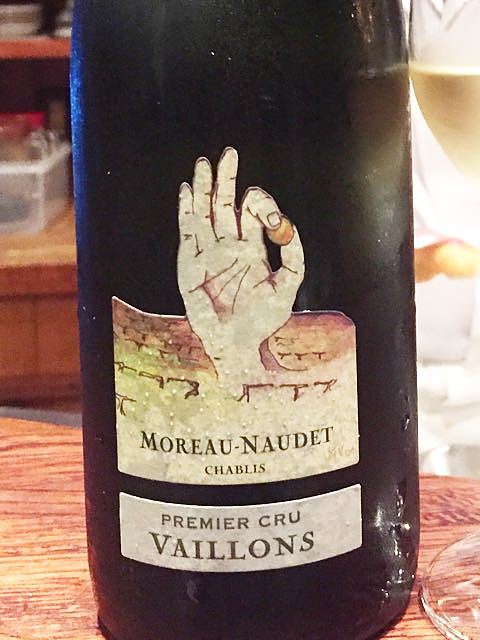 MOREAU-NAUDET
CHABLIS
PREMIER CRU
VAILLONS